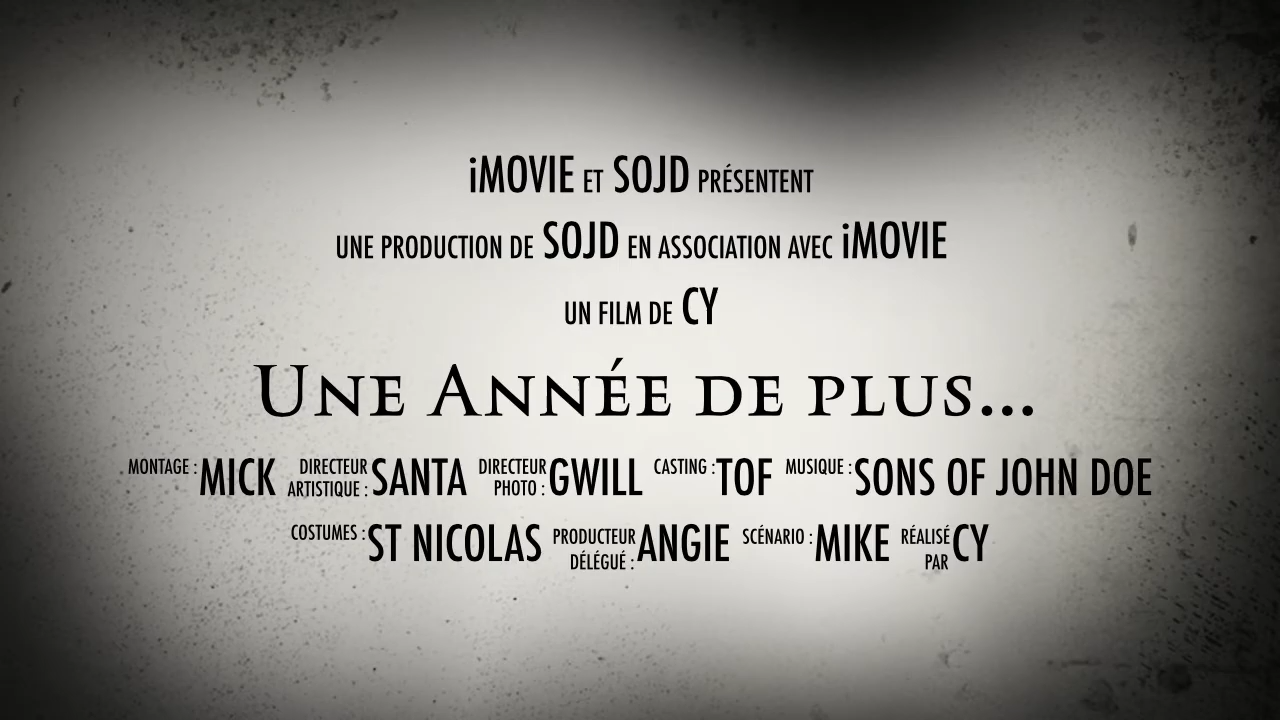 iMOVIE ET SOJD PRÉSENTENT
UNE PRODUCTION DE SOJD EN ASSOCIATION AVEC iMOVIE
UN FILM DE CY
UNE ANNÉE DE PLUS...
MONTAGE : MICK DIRECTEUR ARTISTIQUE : SANTA DIRECTEUR PHOTO : GWILL CASTING : TOF MUSIQUE : SONS OF JOHN DOE
COSTUMES : ST NICOLAS PRODUCTEUR DÉLÉGUÉ : ANGIE SCÉNARIO : MIKE RÉALISÉ PAR CY